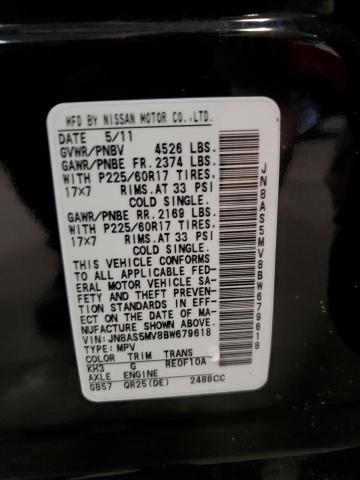 MFD BY NISSAN MOTOR CO.,LTD.
DATE 5/11
GVWR/PNBV 4526 LBS.
GAWR/PNBE FR. 2374 LBS.
WITH P225/60R17 TIRES,
17×7 RIMS.AT 33 PSI
COLD SINGLE.
GAWR/PNBE RR. 2169 LBS.
WITH P225/60R17 TIRES,
17×7 RIMS.AT 33 PSI
COLD SINGLE.
THIS VEHICLE CONFORMS
TO ALL APPLICABLE FED-
ERAL MOTOR VEHICLE SA-
FETY AND THEFT PREVEN-
TION STANDARDS IN EFF-
ECT ON THE DATE OF MA-
NUFACTURE SHOWN ABOVE.
VIN:JN8AS5MV8BW679618
TYPE: MPV
COLOR TRIM TRANS
KH3 G RE0F10A
AXLE ENGINE
GB57 QR25(DE) 2488CC
JN8AS5MV8BW679618